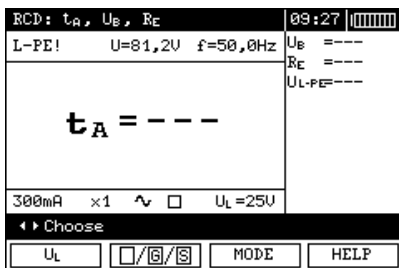 RCD: tA, UB, RE 09:27
L-PE! U=81,2V f=50,0Hz
UB =---
RE =---
UL-PE=---
tA=---
300mA ×1 ∿ □ UL=25V
◂▸Choose
UL □/G/S MODE HELP